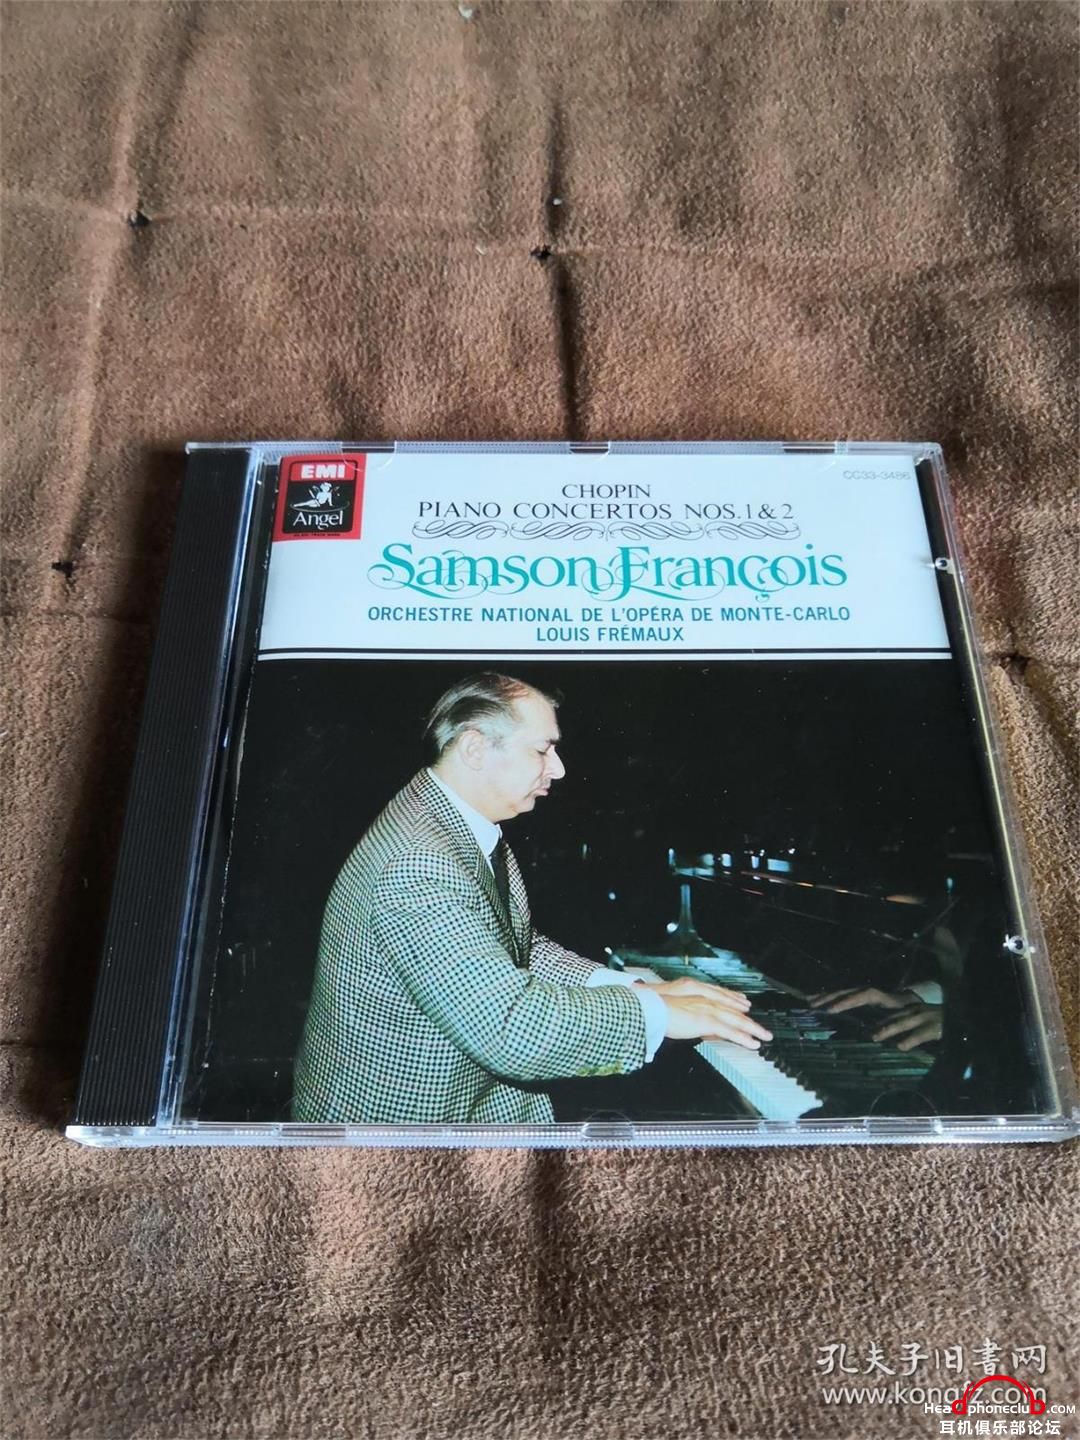 EMI
Angel
CC33-3486
CHOPIN
PIANO CONCERTOS NOS.1&2
Samson François
ORCHESTRE NATIONAL DE L'OPÉRA DE MONTE-CARLO
LOUIS FRÉMAUX
孔夫子旧書网
www.kongfz.com
Headphoneclub.com
耳机俱乐部论坛